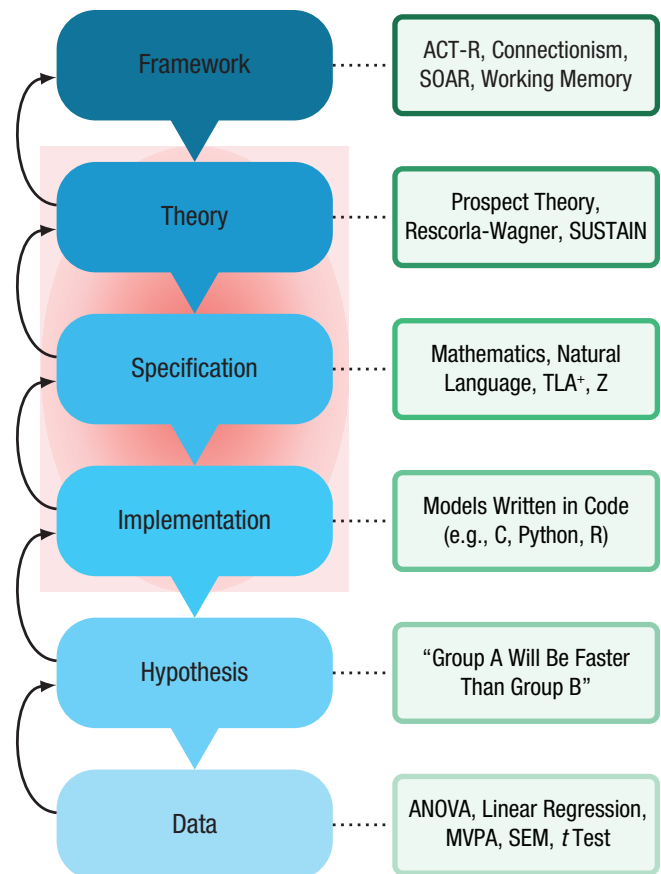 Framework
ACT-R, Connectionism,
SOAR, Working Memory
Theory
Prospect Theory,
Rescorla-Wagner, SUSTAIN
Specification
Mathematics, Natural
Language, TLA⁺, Z
Implementation
Models Written in Code
(e.g., C, Python, R)
Hypothesis
“Group A Will Be Faster
Than Group B”
Data
ANOVA, Linear Regression,
MVPA, SEM, t Test